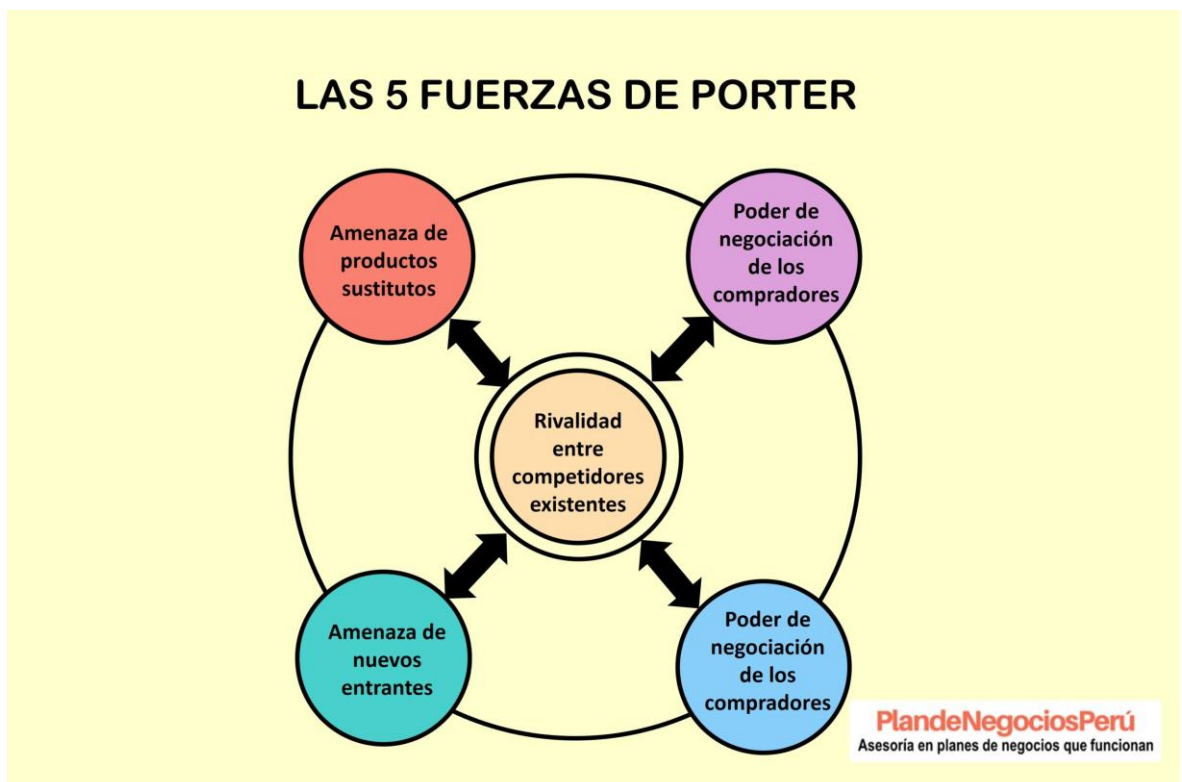 LAS 5 FUERZAS DE PORTER
Amenaza de
productos
sustitutos
Poder de
negociación
de los
compradores
Rivalidad
entre
competidores
existentes
Amenaza de
nuevos
entrantes
Poder de
negociación
de los
compradores
PlandeNegociosPerú
Asesoría en planes de negocios que funcionan